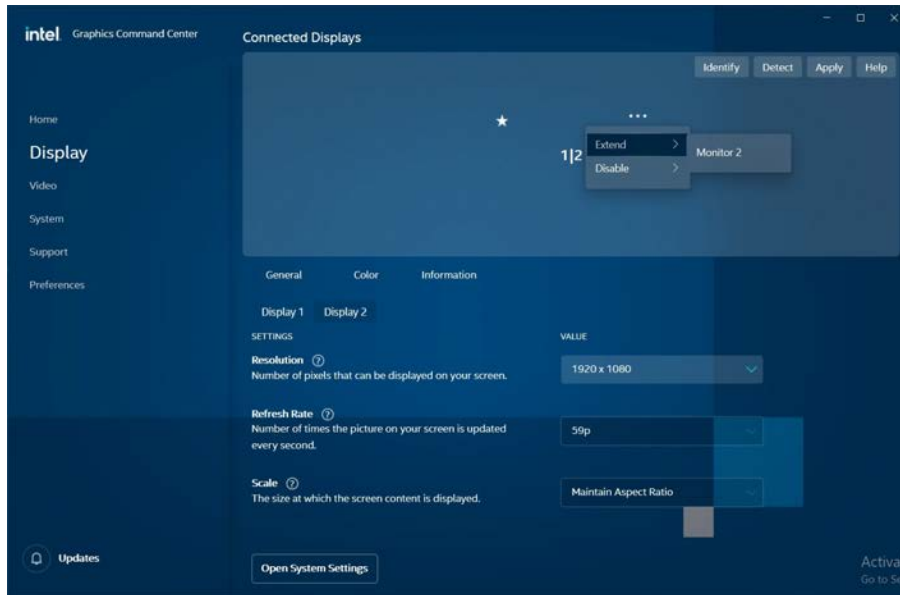 intel Graphics Command Center
Connected Displays
Identify Detect Apply Help
Home
Display
Video
System
Support
Preferences
1|2
Extend
Monitor 2
Disable
General Color Information
Display 1 Display 2
SETTINGS VALUE
Resolution ?
Number of pixels that can be displayed on your screen.
1920 x 1080
Refresh Rate ?
Number of times the picture on your screen is updated
every second.
59p
Scale ?
The size at which the screen content is displayed.
Maintain Aspect Ratio
Updates
Open System Settings
Activa
Go to Se